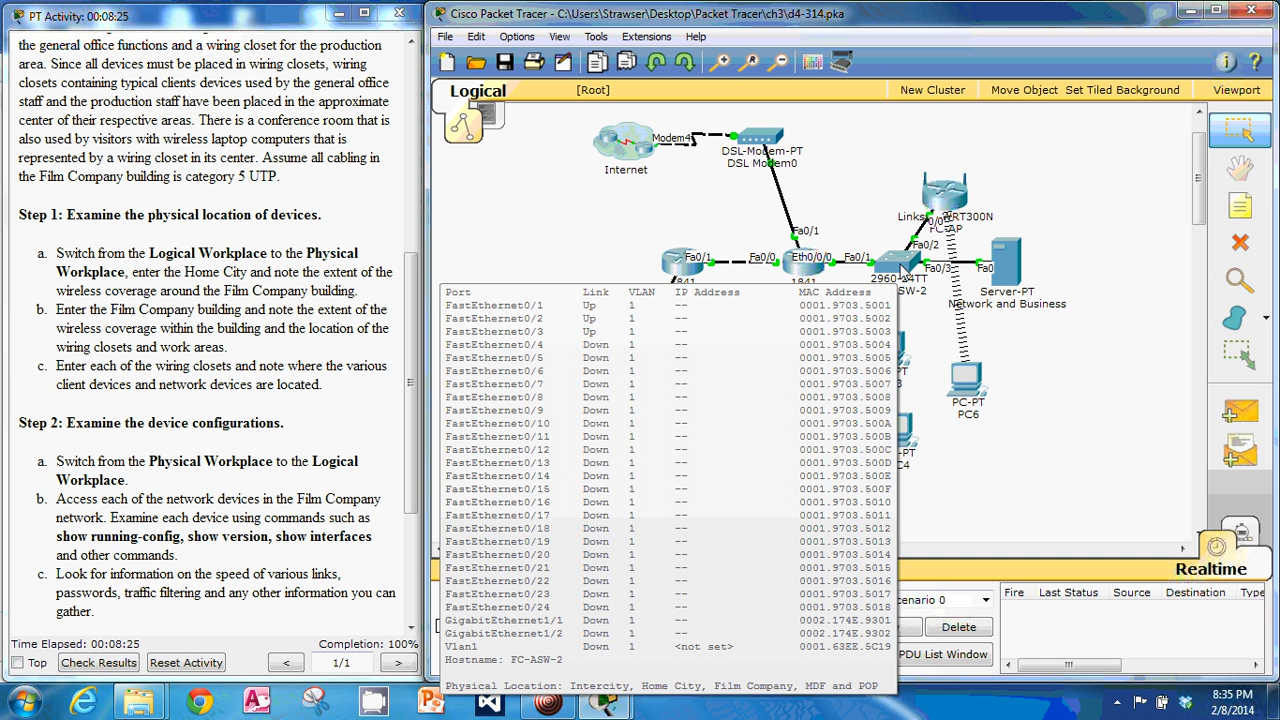 PT Activity: 00:08:25
the general office functions and a wiring closet for the production
area. Since all devices must be placed in wiring closets, wiring
closets containing typical clients devices used by the general office
staff and the production staff have been placed in the approximate
center of their respective areas. There is a conference room that is
also used by visitors with wireless laptop computers that is
represented by a wiring closet in its center. Assume all cabling in
the Film Company building is category 5 UTP.
Step 1: Examine the physical location of devices.
a. Switch from the Logical Workplace to the Physical
Workplace, enter the Home City and note the extent of the
wireless coverage around the Film Company building.
b. Enter the Film Company building and note the extent of the
wireless coverage within the building and the location of the
wiring closets and work areas.
c. Enter each of the wiring closets and note where the various
client devices and network devices are located.
Step 2: Examine the device configurations.
a. Switch from the Physical Workplace to the Logical
Workplace.
b. Access each of the network devices in the Film Company
network. Examine each device using commands such as
show running-config, show version, show interfaces
and other commands.
c. Look for information on the speed of various links,
passwords, traffic filtering and any other information you can
gather.
Time Elapsed: 00:08:25 Completion: 100%
Top Check Results Reset Activity < 1/1 >
Cisco Packet Tracer - C:\Users\Strawser\Desktop\Packet Tracer\ch3\d4-314.pka
File Edit Options View Tools Extensions Help
Logical [Root] New Cluster Move Object Set Tiled Background Viewport
Modem4
Internet
DSL-Modem-PT
DSL Modem0
Fa0/1
Fa0/1
Fa0/0
Eth0/0/0
Fa0/1
1841
1841
Fa0/2
Fa0/3
Fa0
SW-2
Server-PT
Network and Business
PC-PT
PC6
Port Link VLAN IP Address MAC Address
FastEthernet0/1 Up 1 -- 0001.9703.5001
FastEthernet0/2 Up 1 -- 0001.9703.5002
FastEthernet0/3 Up 1 -- 0001.9703.5003
FastEthernet0/4 Down 1 -- 0001.9703.5004
FastEthernet0/5 Down 1 -- 0001.9703.5005
FastEthernet0/6 Down 1 -- 0001.9703.5006
FastEthernet0/7 Down 1 -- 0001.9703.5007
FastEthernet0/8 Down 1 -- 0001.9703.5008
FastEthernet0/9 Down 1 -- 0001.9703.5009
FastEthernet0/10 Down 1 -- 0001.9703.500A
FastEthernet0/11 Down 1 -- 0001.9703.500B
FastEthernet0/12 Down 1 -- 0001.9703.500C
FastEthernet0/13 Down 1 -- 0001.9703.500D
FastEthernet0/14 Down 1 -- 0001.9703.500E
FastEthernet0/15 Down 1 -- 0001.9703.500F
FastEthernet0/16 Down 1 -- 0001.9703.5010
FastEthernet0/17 Down 1 -- 0001.9703.5011
FastEthernet0/18 Down 1 -- 0001.9703.5012
FastEthernet0/19 Down 1 -- 0001.9703.5013
FastEthernet0/20 Down 1 -- 0001.9703.5014
FastEthernet0/21 Down 1 -- 0001.9703.5015
FastEthernet0/22 Down 1 -- 0001.9703.5016
FastEthernet0/23 Down 1 -- 0001.9703.5017
FastEthernet0/24 Down 1 -- 0001.9703.5018
GigabitEthernet1/1 Down 1 -- 0002.174E.9301
GigabitEthernet1/2 Down 1 -- 0002.174E.9302
Vlan1 Down 1 <not set> 0001.63EE.5C19
Hostname: FC-ASW-2
Physical Location: Intercity, Home City, Film Company, MDF and POP
C4
Realtime
cenario 0
Delete
PDU List Window
Fire Last Status Source Destination Type
8:35 PM
2/8/2014